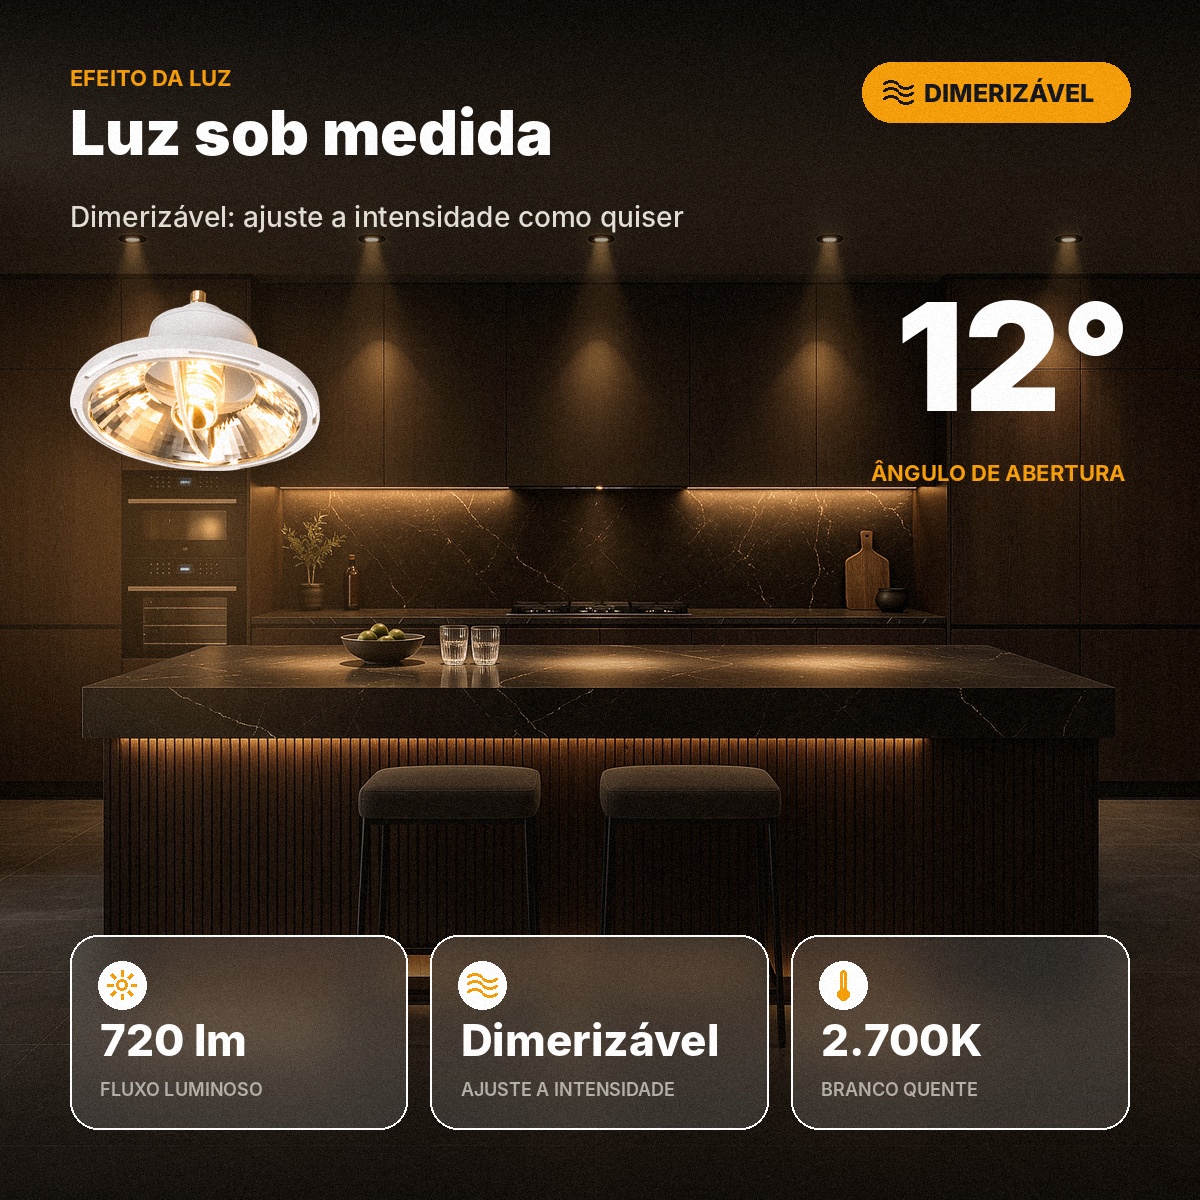 EFEITO DA LUZ
Luz sob medida
DIMERIZÁVEL
Dimerizável: ajuste a intensidade como quiser
12°
ÂNGULO DE ABERTURA
720 lm
FLUXO LUMINOSO
Dimerizável
AJUSTE A INTENSIDADE
2.700K
BRANCO QUENTE